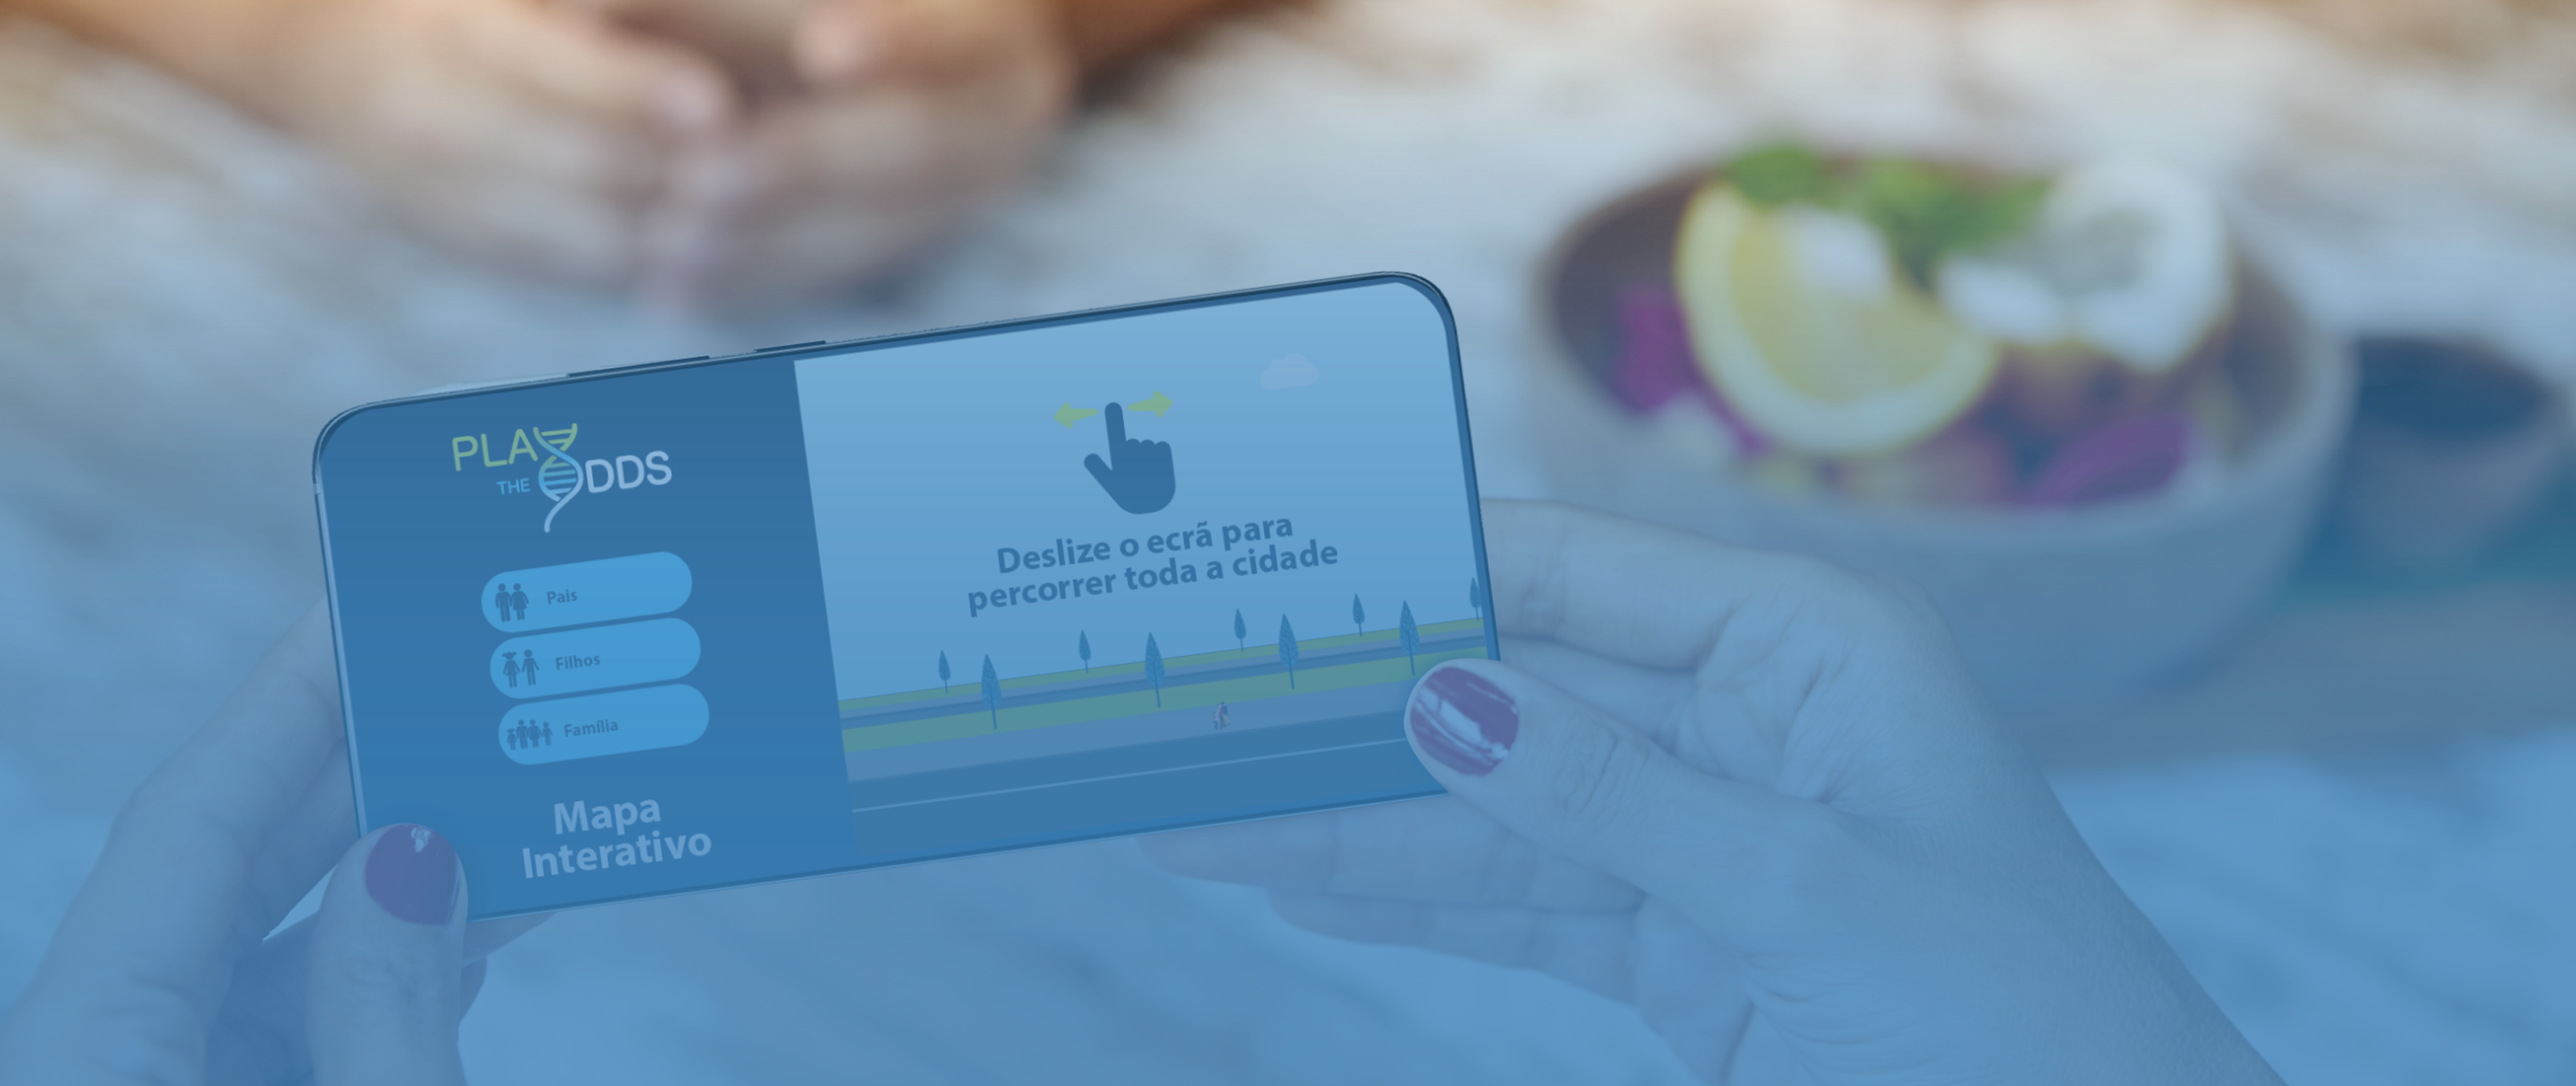 PLAY
THE ODDS
Pais
Filhos
Família
Mapa
Interativo
Deslize o ecrã para
percorrer toda a cidade